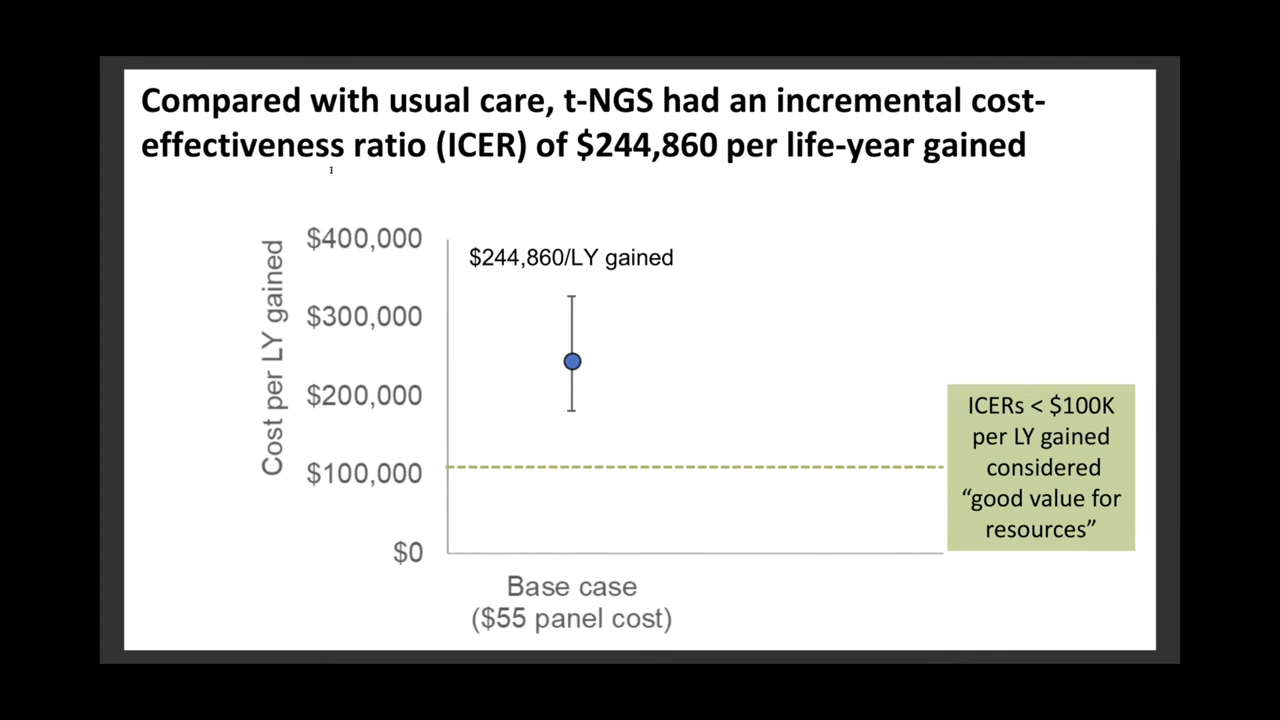 Compared with usual care, t-NGS had an incremental cost-
effectiveness ratio (ICER) of $244,860 per life-year gained
Cost per LY gained
$400,000
$300,000
$200,000
$100,000
$0
$244,860/LY gained
ICERs < $100K
per LY gained
considered
“good value for
resources”
Base case
($55 panel cost)